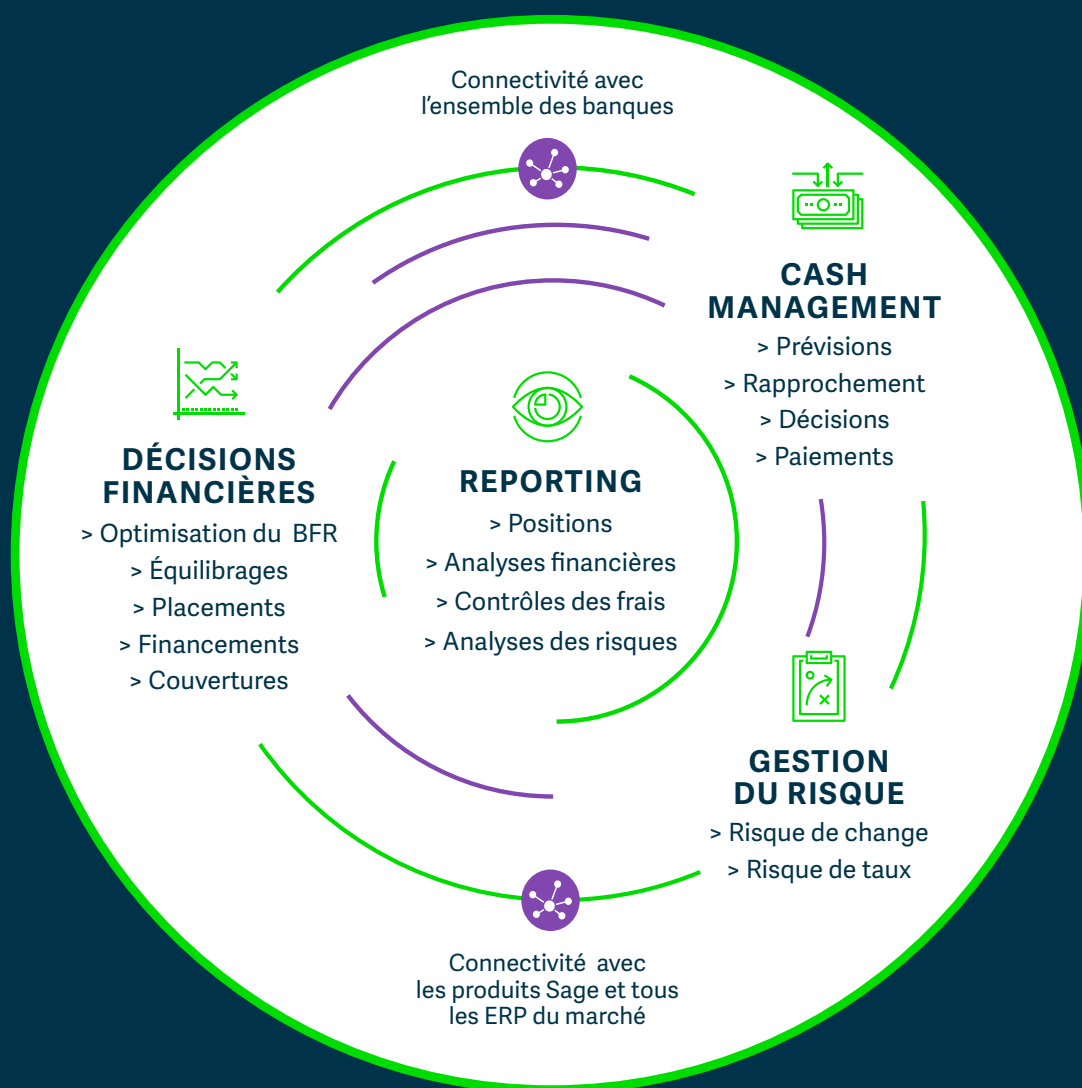 Connectivité avec
l'ensemble des banques
CASH
MANAGEMENT
> Prévisions
> Rapprochement
> Décisions
> Paiements
DÉCISIONS
FINANCIÈRES
> Optimisation du BFR
> Équilibrages
> Placements
> Financements
> Couvertures
REPORTING
> Positions
> Analyses financières
> Contrôles des frais
> Analyses des risques
GESTION
DU RISQUE
> Risque de change
> Risque de taux
Connectivité avec
les produits Sage et tous
les ERP du marché